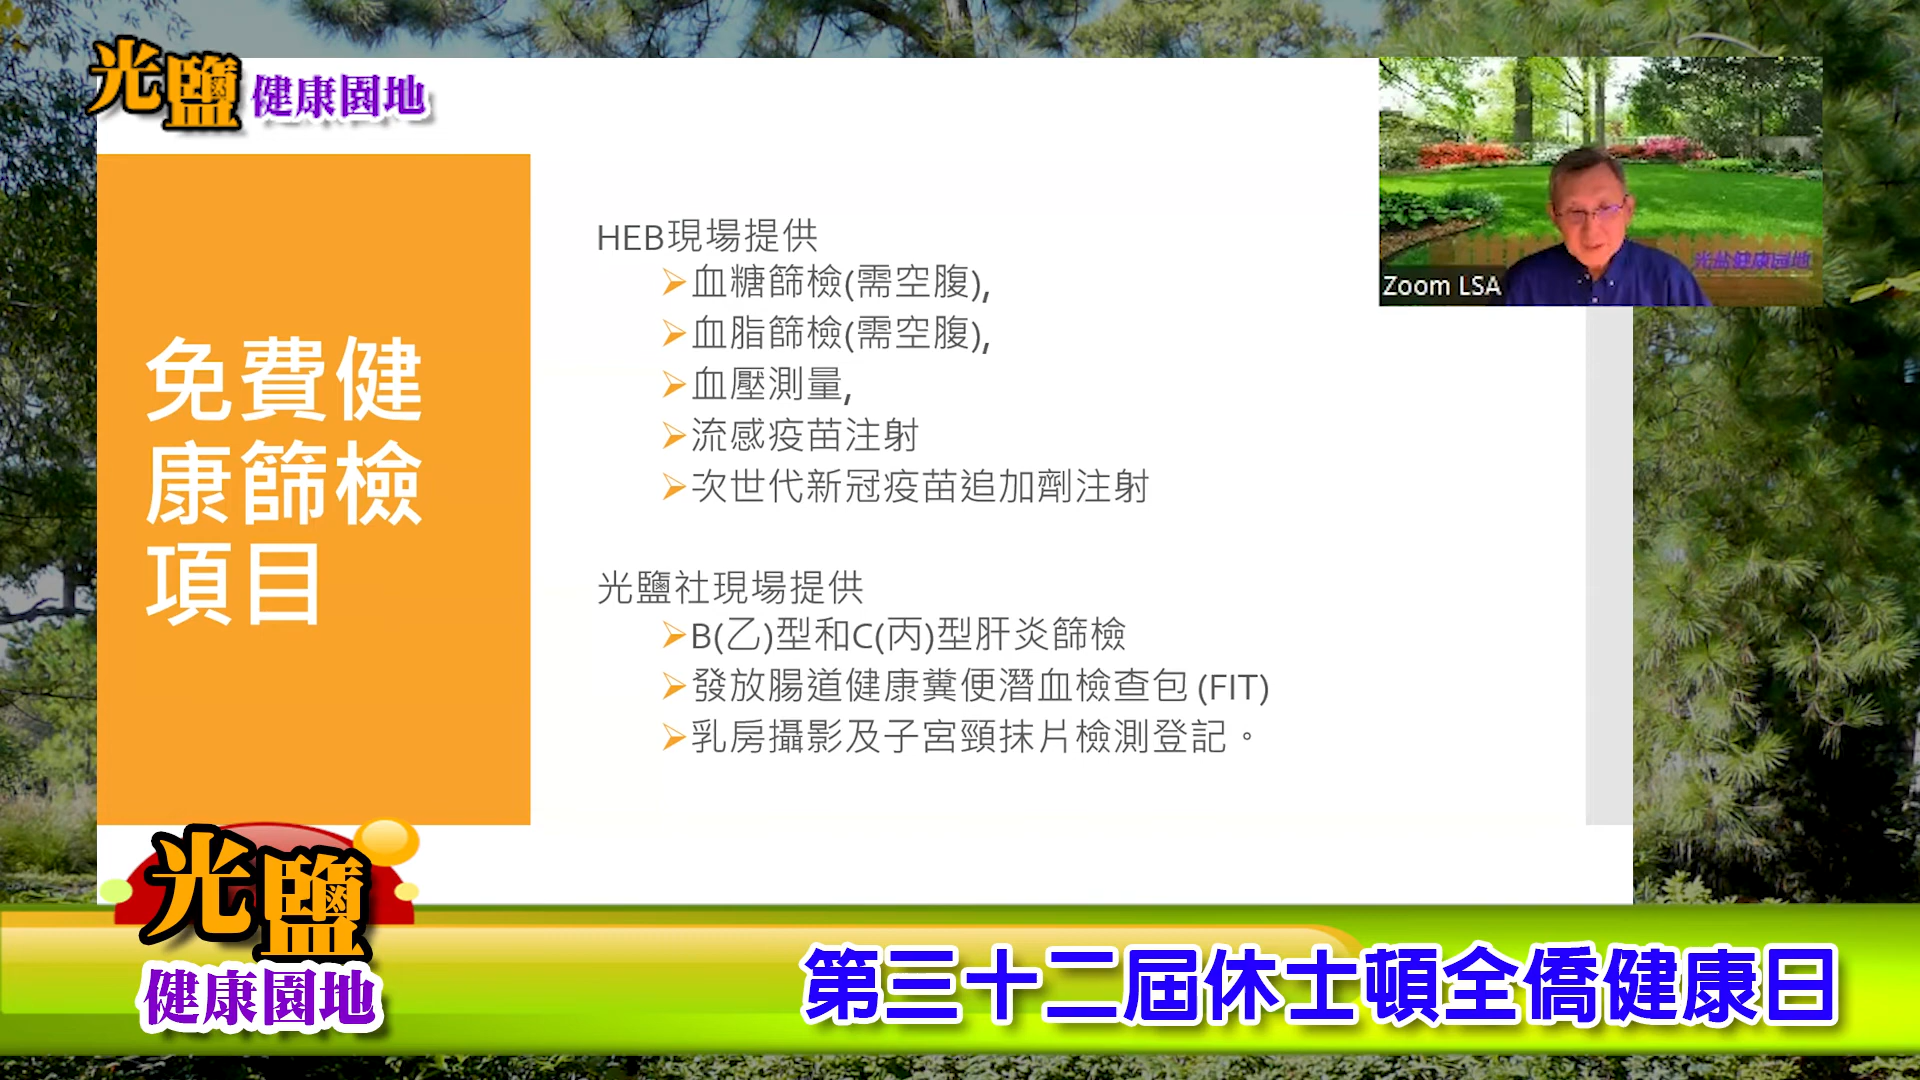 光鹽健康園地
免費健
康篩檢
項目
HEB現場提供
血糖篩檢(需空腹),
血脂篩檢(需空腹),
血壓測量,
流感疫苗注射
次世代新冠疫苗追加劑注射
光鹽社現場提供
B(乙)型和C(丙)型肝炎篩檢
發放腸道健康糞便潛血檢查包 (FIT)
乳房攝影及子宮頸抹片檢測登記。
光盐健康园地
Zoom LSA
光鹽
健康園地
第三十二屆休士頓全僑健康日